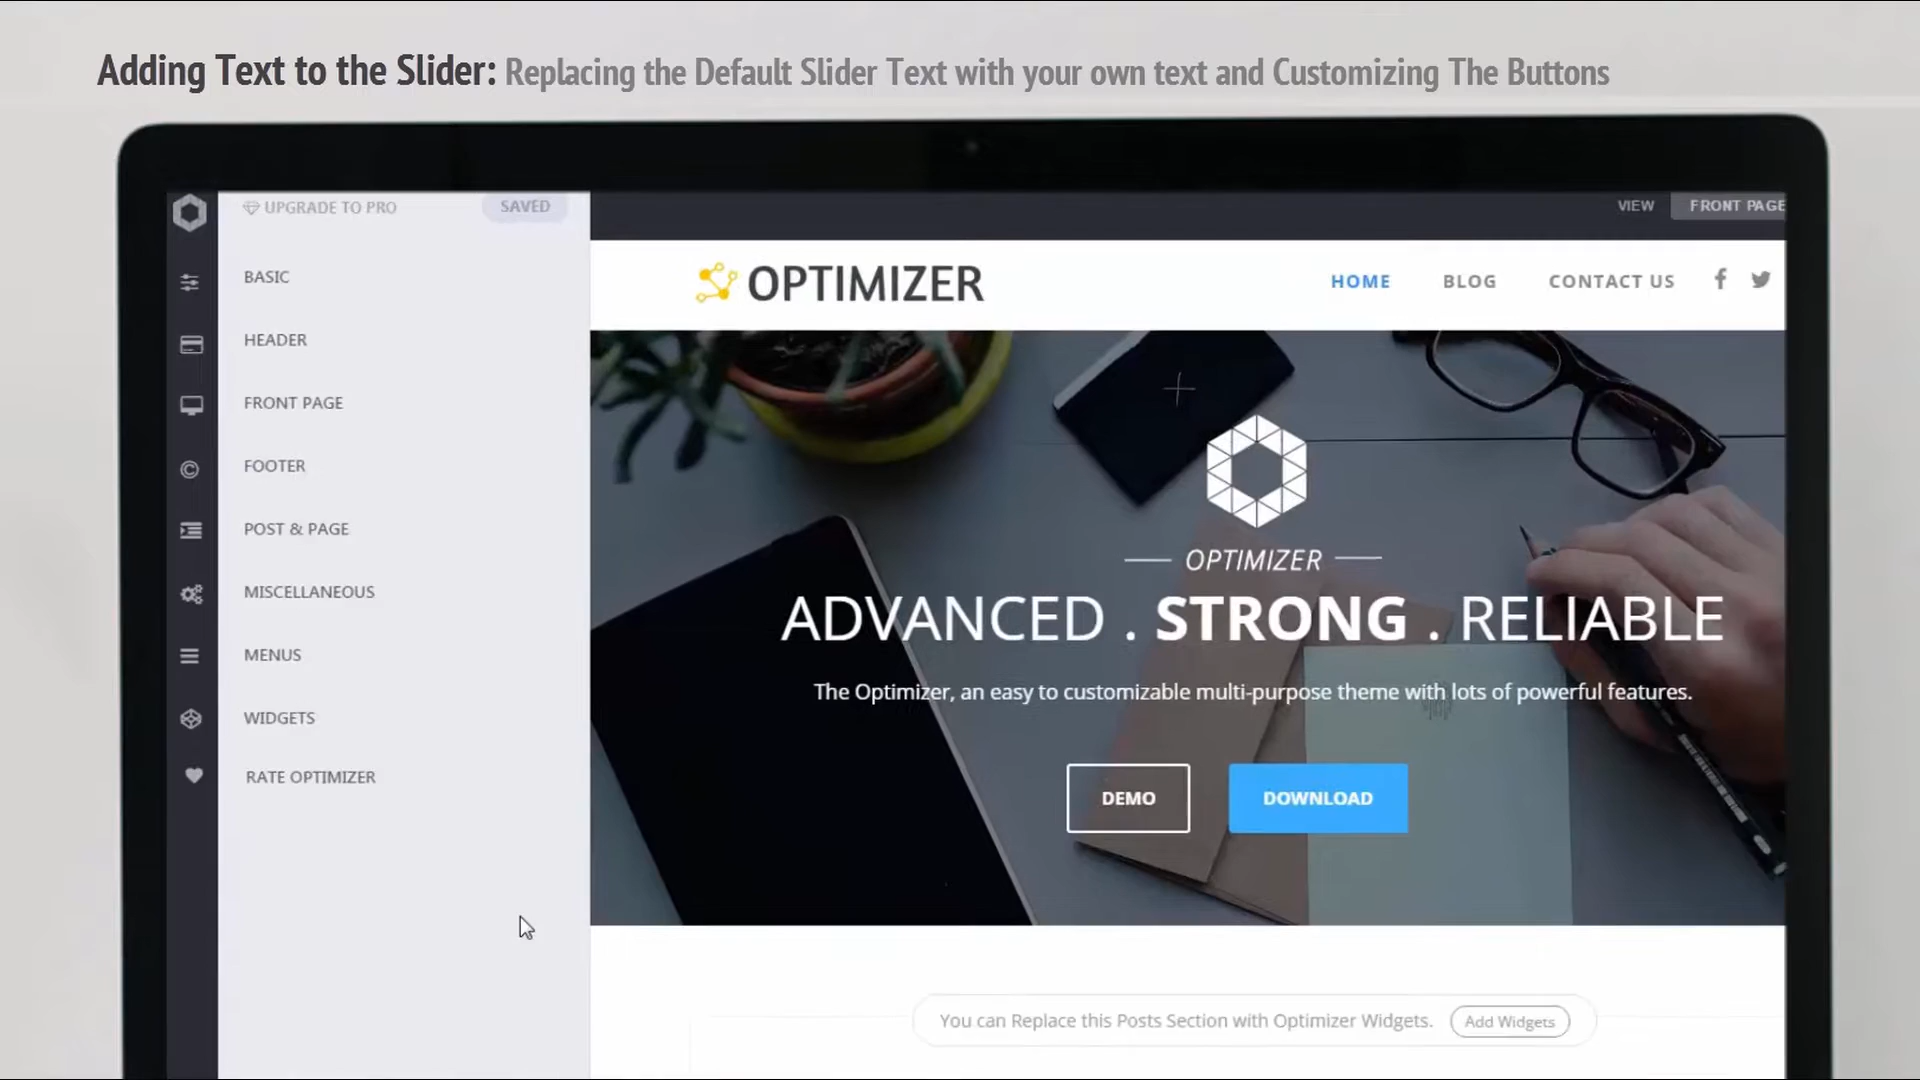 Adding Text to the Slider: Replacing the Default Slider Text with your own text and Customizing The Buttons
UPGRADE TO PRO
SAVED
VIEW
FRONT PAGE
BASIC
HEADER
FRONT PAGE
FOOTER
POST & PAGE
MISCELLANEOUS
MENUS
WIDGETS
RATE OPTIMIZER
OPTIMIZER
HOME
BLOG
CONTACT US
OPTIMIZER
ADVANCED . STRONG . RELIABLE
The Optimizer, an easy to customizable multi-purpose theme with lots of powerful features.
DEMO
DOWNLOAD
You can Replace this Posts Section with Optimizer Widgets.
Add Widgets